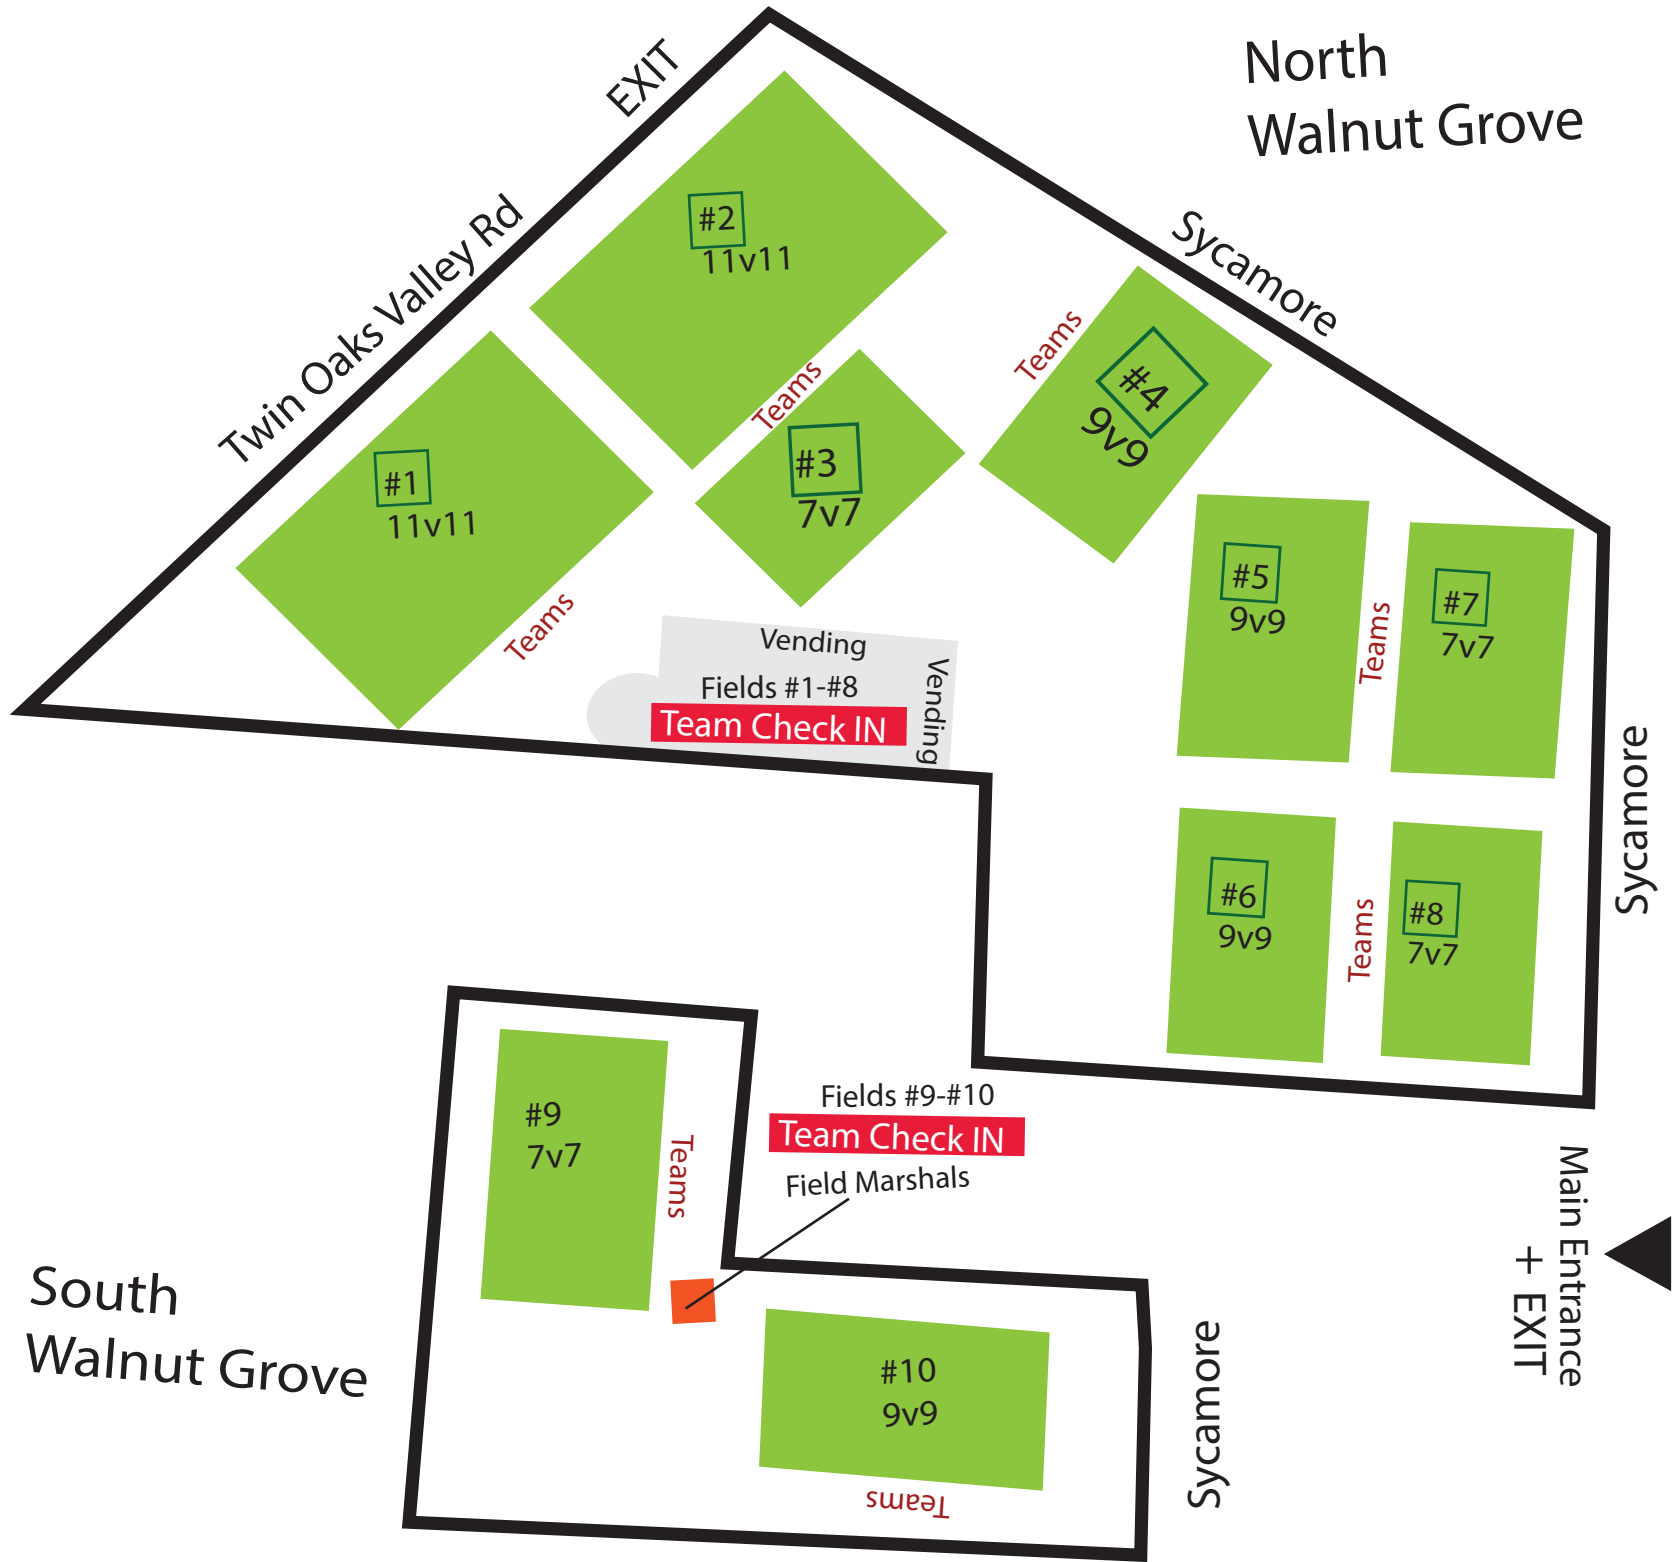 North
Walnut Grove
EXIT
Twin Oaks Valley Rd
Sycamore
#2
11v11
Teams
#1
11v11
Teams
#3
7v7
Teams
#4
9v9
#5
9v9
Teams
#7
7v7
Sycamore
Vending
Vending
Fields #1-#8
Team Check IN
#6
9v9
Teams
#8
7v7
#9
7v7
Teams
Fields #9-#10
Team Check IN
Field Marshals
Main Entrance
+ EXIT
South
Walnut Grove
#10
9v9
Teams
Sycamore